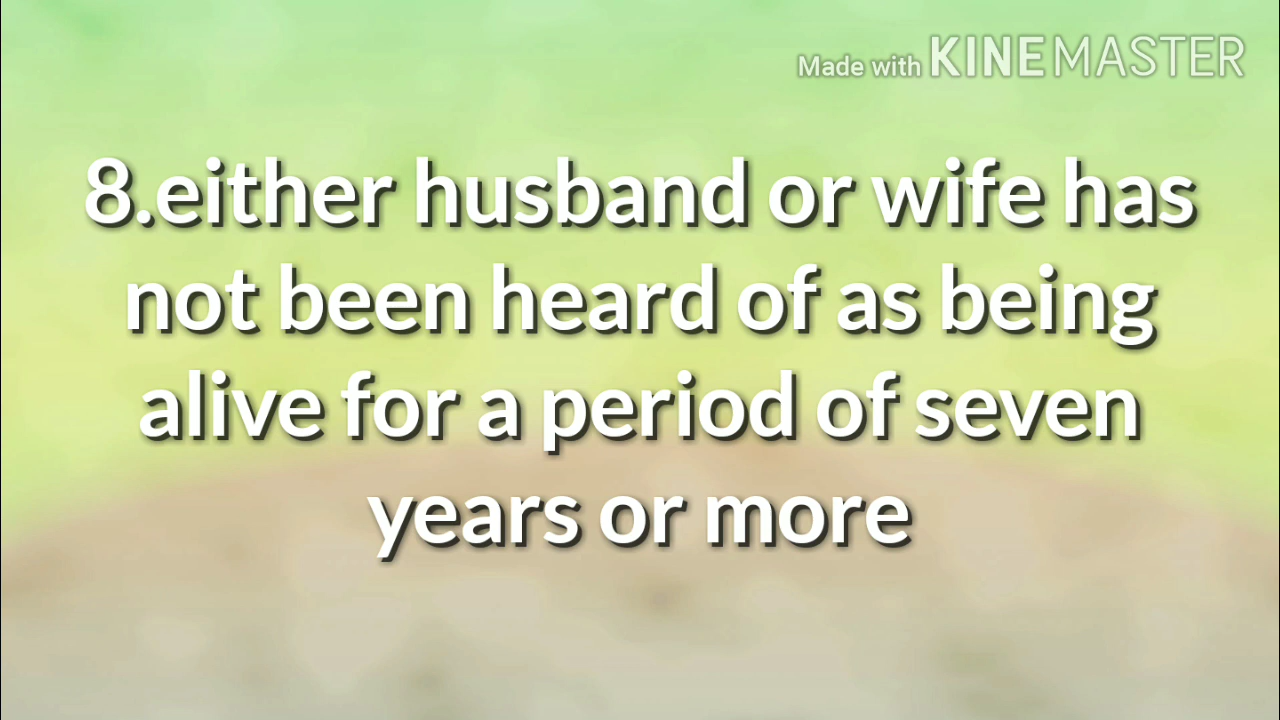 Made with KINEMASTER
8.either husband or wife has
not been heard of as being
alive for a period of seven
years or more